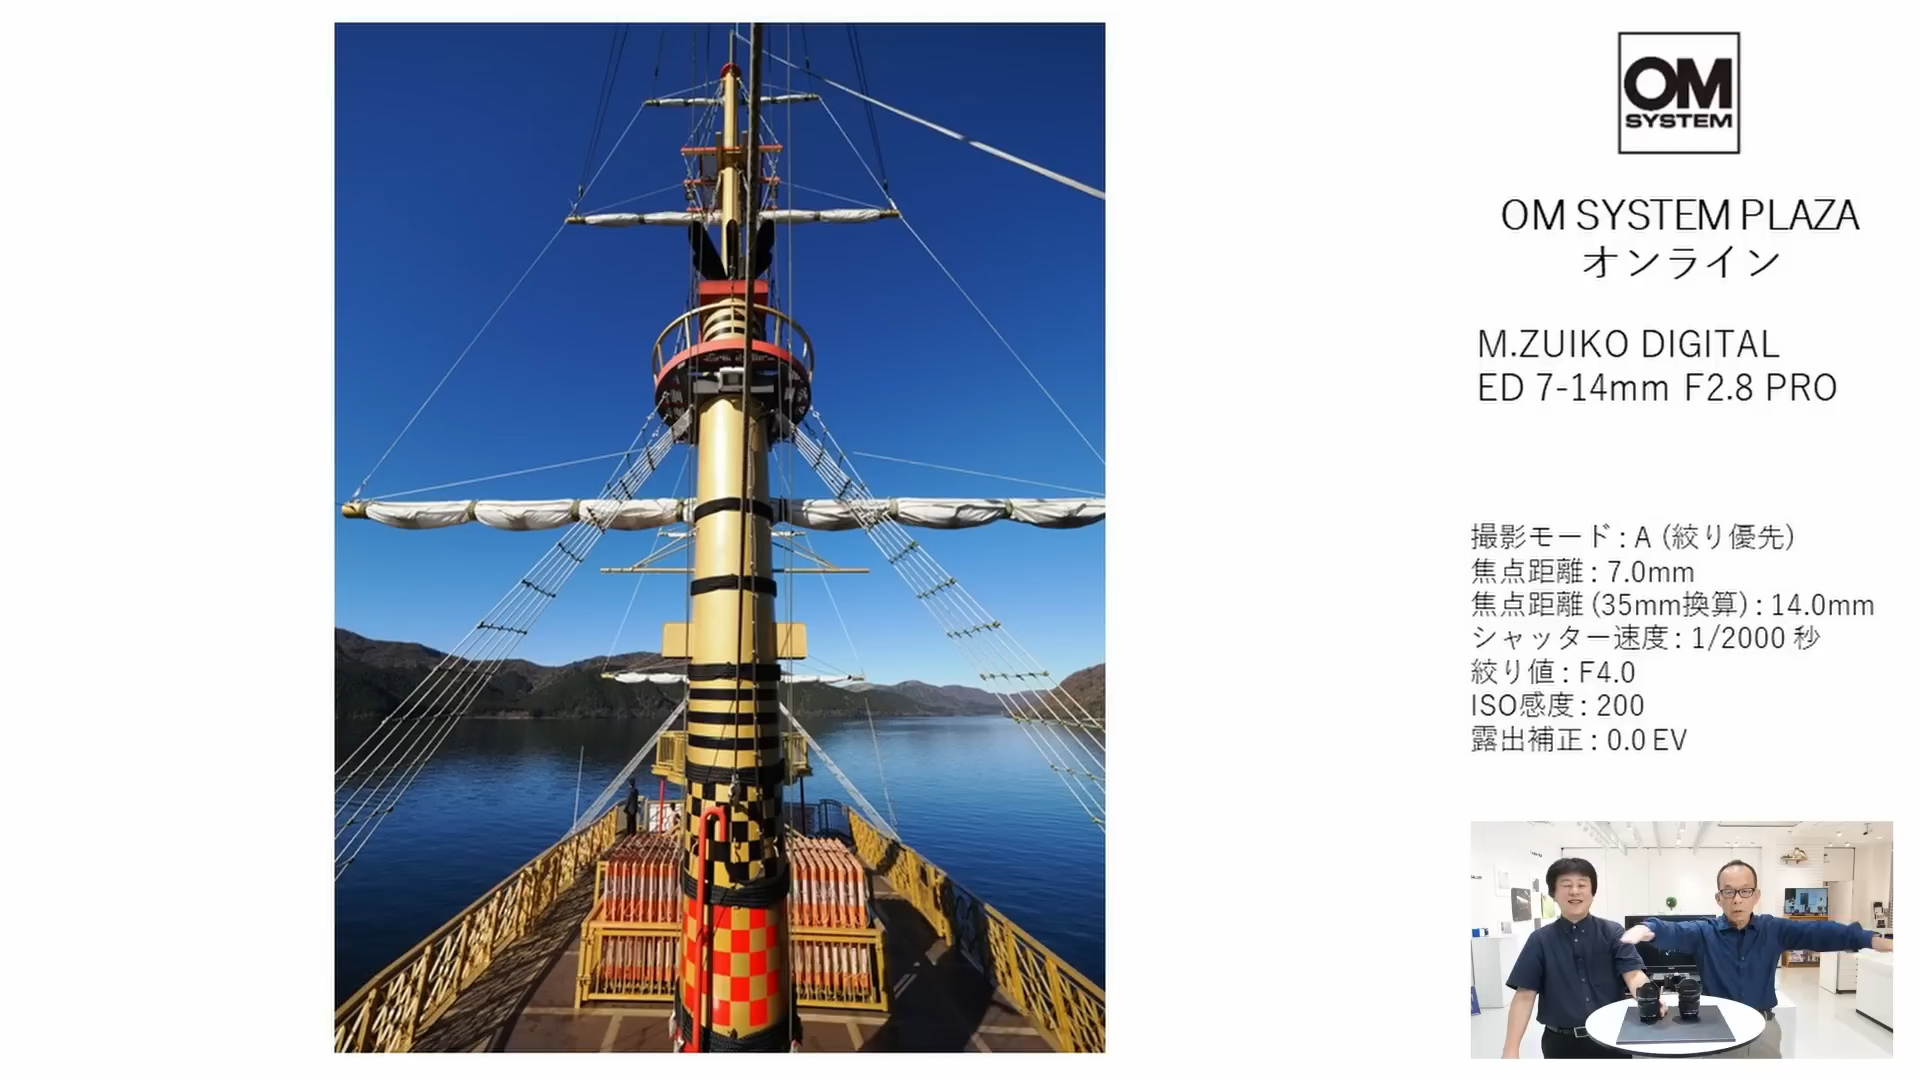 OM
SYSTEM
OM SYSTEM PLAZA
オンライン
M.ZUIKO DIGITAL
ED 7-14mm F2.8 PRO
撮影モード : A (絞り優先)
焦点距離 : 7.0mm
焦点距離 (35mm換算) : 14.0mm
シャッター速度 : 1/2000 秒
絞り値 : F4.0
ISO感度 : 200
露出補正 : 0.0 EV